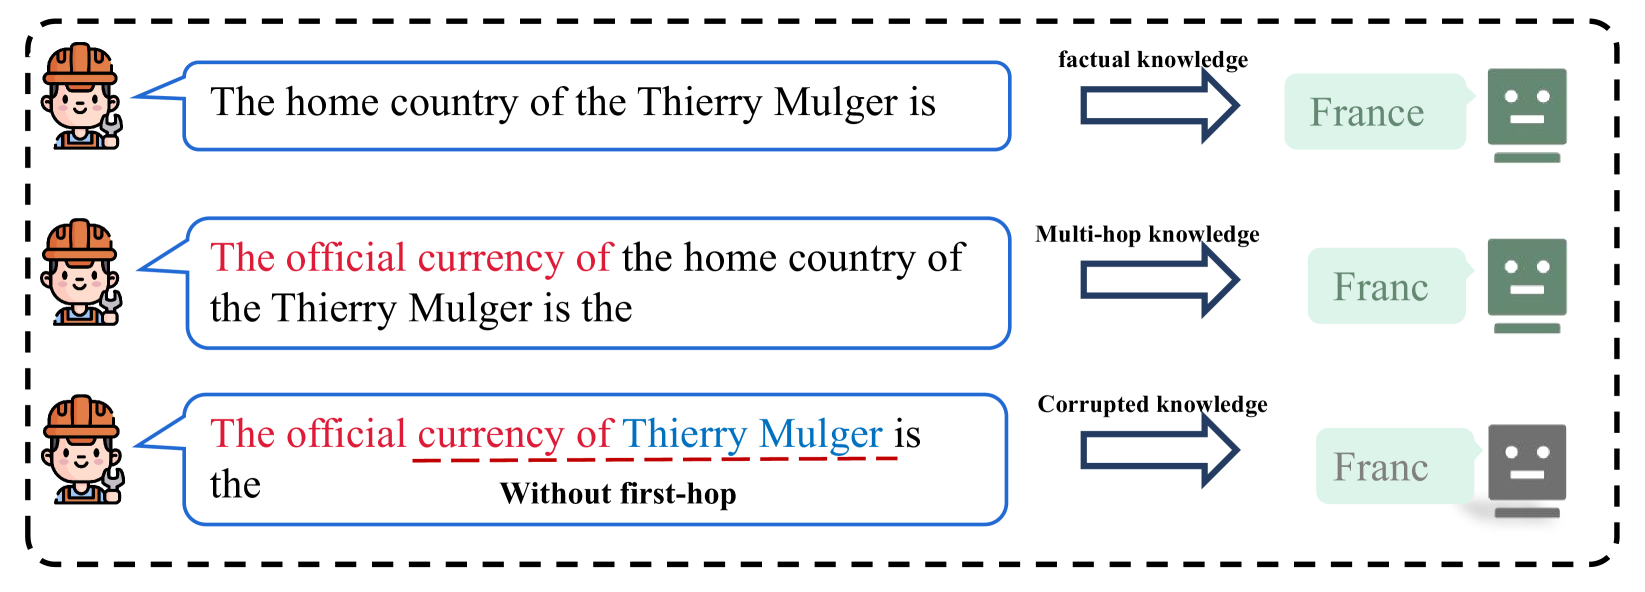 The home country of the Thierry Mulger is
factual knowledge
France
The official currency of the home country of
the Thierry Mulger is the
Multi-hop knowledge
Franc
The official currency of Thierry Mulger is
the
Without first-hop
Corrupted knowledge
Franc